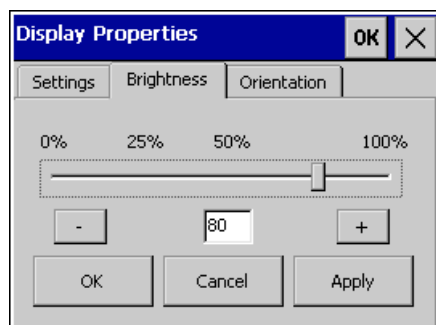 Display Properties OK
Settings Brightness Orientation
0% 25% 50% 100%
- 80 +
OK Cancel Apply